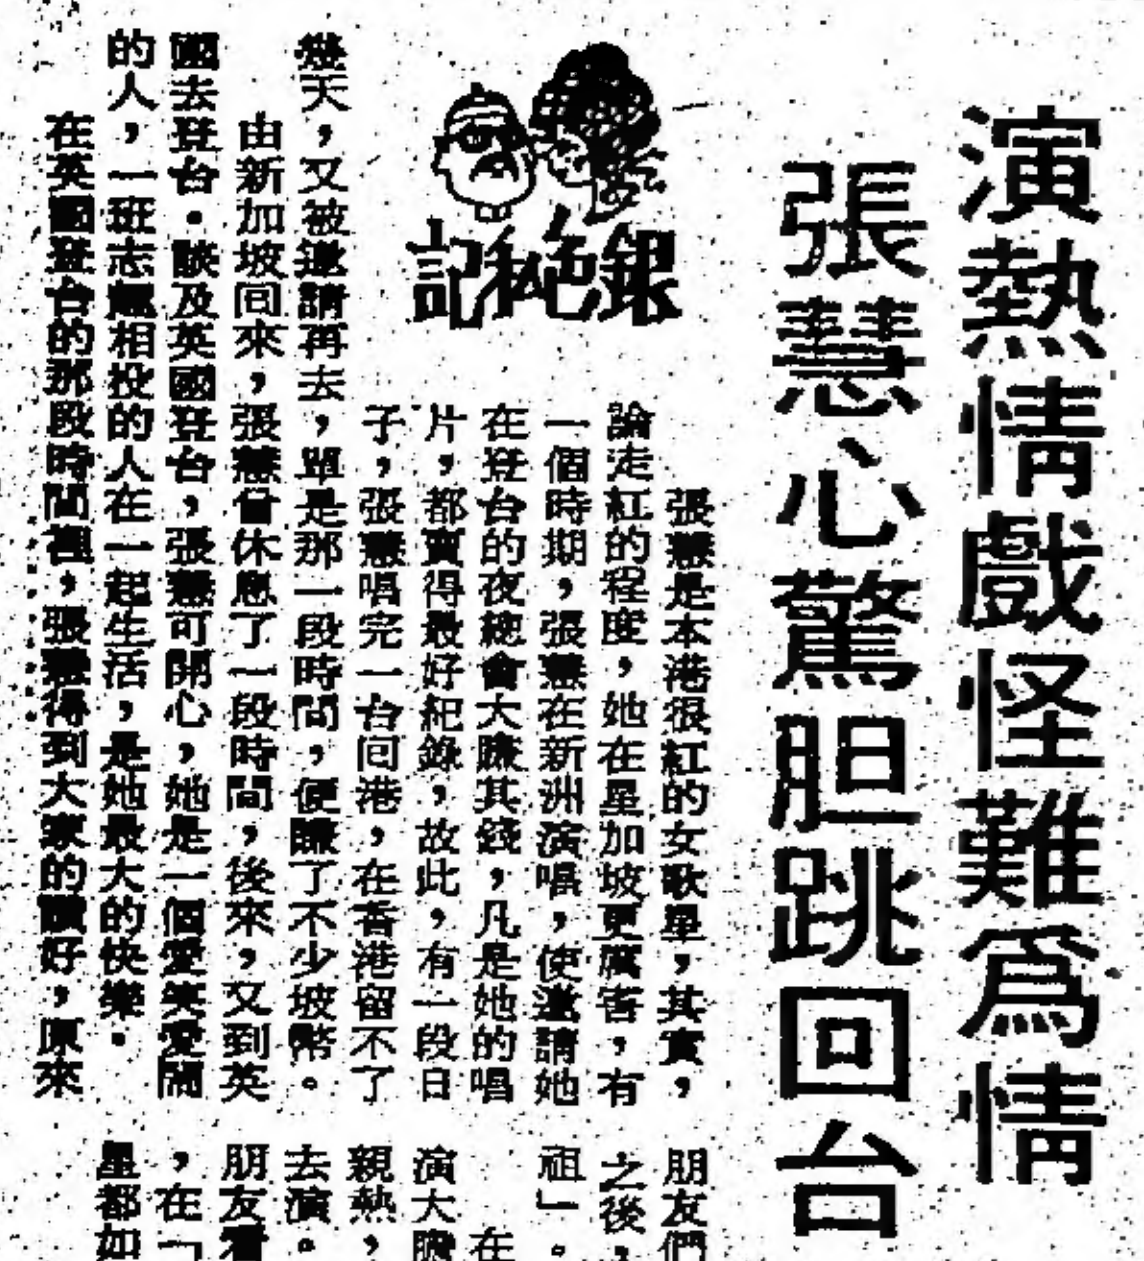 演熱情戲怪難爲情
張慧心驚胆跳回台
銀色私記
張慧是本港很紅的女歌星，其實，
論走紅的程度，她在星加坡更厲害，有
一個時期，張慧在新洲演唱，使邀請她
在登台的夜總會大賺其錢，凡是她的唱
片，都賣得最好紀錄，故此，有一段日
子，張慧唱完一台囘港，在香港留不了
幾天，又被邀請再去，單是那一段時間，便賺了不少坡幣。
由新加坡囘來，張慧曾休息了一段時間，後來，又到英
國去登台。談及英國登台，張慧可開心，她是一個愛笑愛鬧
的人，一班志趣相投的人在一起生活，是她最大的快樂。
在英國登台的那段時間裡，張慧得到大家的讚好，原來
朋友們
之後，
祖」。
在
演大膽
親熱，
去演。
朋友看
，在「
星都如